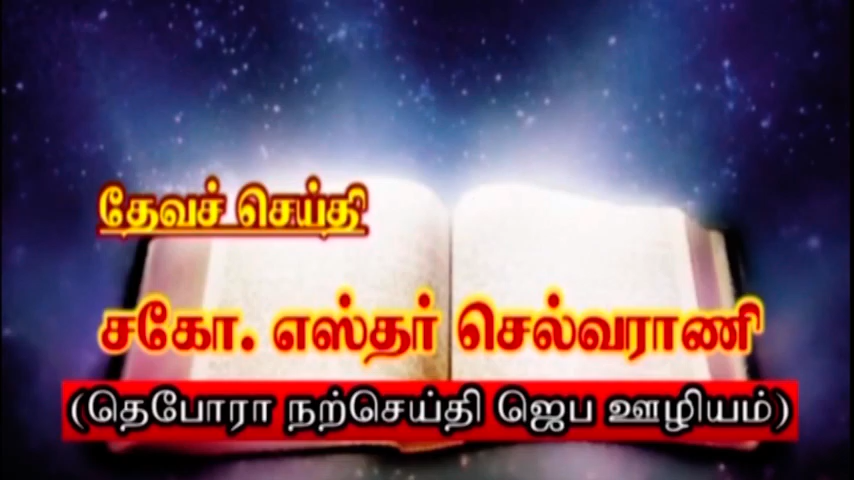 தேவச் செய்தி
சகோ. எஸ்தர் செல்வராணி
(தெபோரா நற்செய்தி ஜெப ஊழியம்)